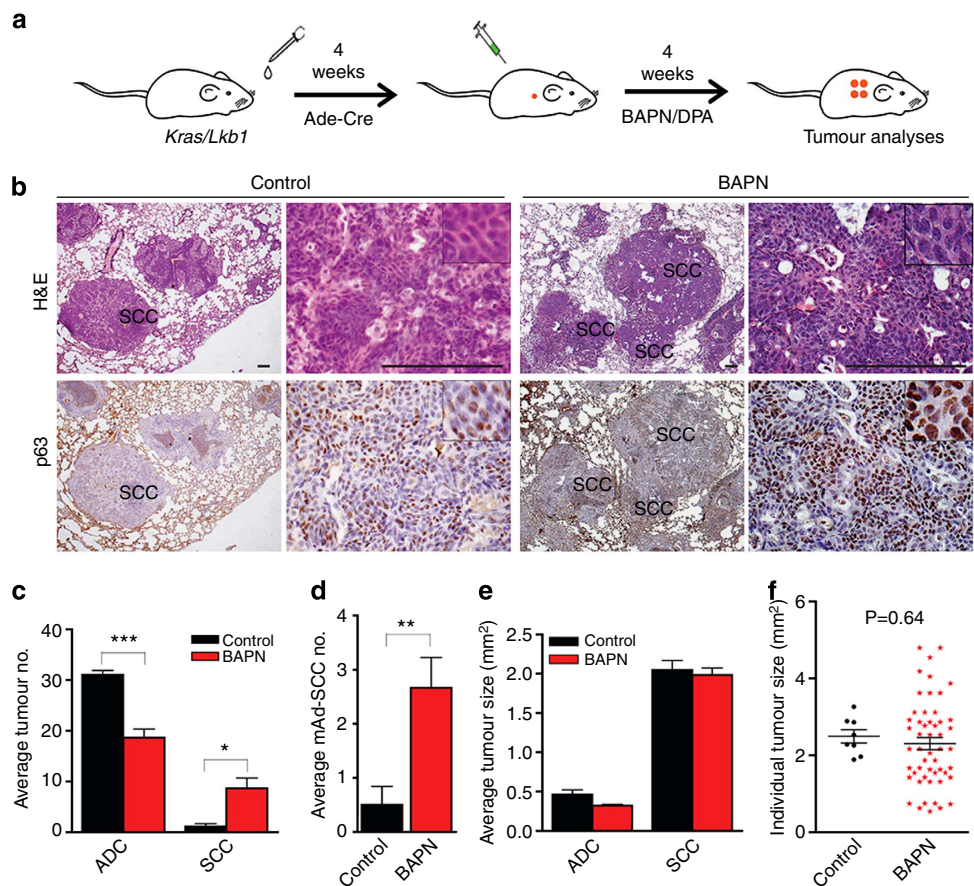 a
4
weeks
Ade-Cre
4
weeks
BAPN/DPA
Kras/Lkb1
Tumour analyses
b
Control
BAPN
H&E
SCC
SCC
SCC
SCC
p63
SCC
SCC
SCC
SCC
c
Average tumour no.
40
30
20
10
0
***
*
Control
BAPN
ADC
SCC
d
Average mAd-SCC no.
4
3
2
1
0
**
Control
BAPN
e
Average tumour size (mm²)
2.5
2.0
1.5
1.0
0.5
0.0
Control
BAPN
ADC
SCC
f
Individual tumour size (mm²)
6
4
2
0
P=0.64
Control
BAPN